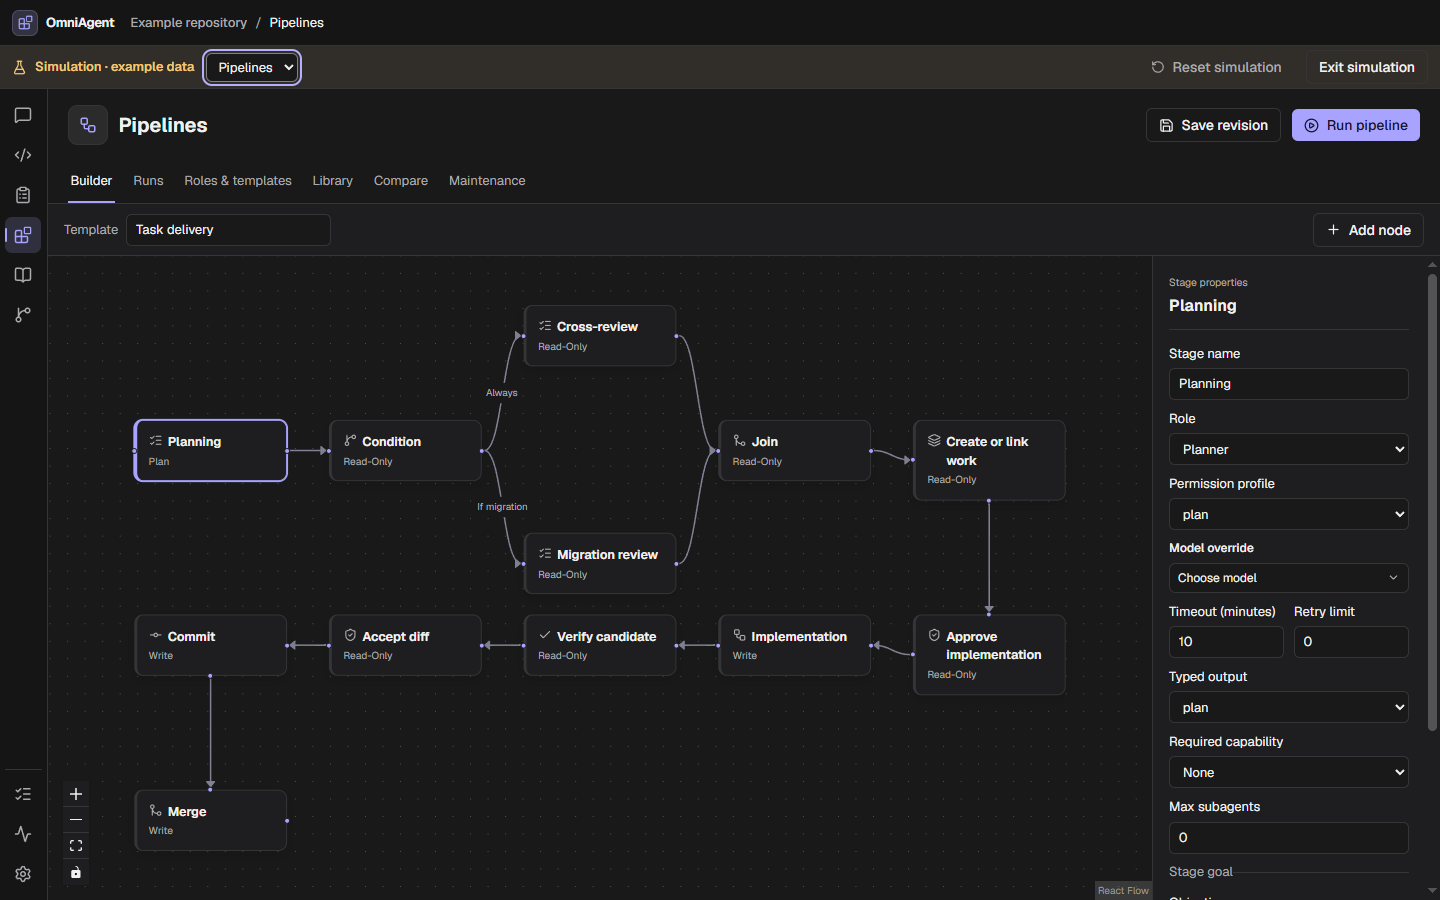 OmniAgent Example repository / Pipelines
Simulation · example data Pipelines Reset simulation Exit simulation
Pipelines Save revision Run pipeline
Builder Runs Roles & templates Library Compare Maintenance
Template Task delivery Add node
Cross-review
Read-Only
Always
Planning
Plan
Condition
Read-Only
Join
Read-Only
Create or link
work
Read-Only
If migration
Migration review
Read-Only
Commit
Write
Accept diff
Read-Only
Verify candidate
Read-Only
Implementation
Write
Approve
implementation
Read-Only
Merge
Write
React Flow
Stage properties
Planning
Stage name
Planning
Role
Planner
Permission profile
plan
Model override
Choose model
Timeout (minutes) Retry limit
10 0
Typed output
plan
Required capability
None
Max subagents
0
Stage goal